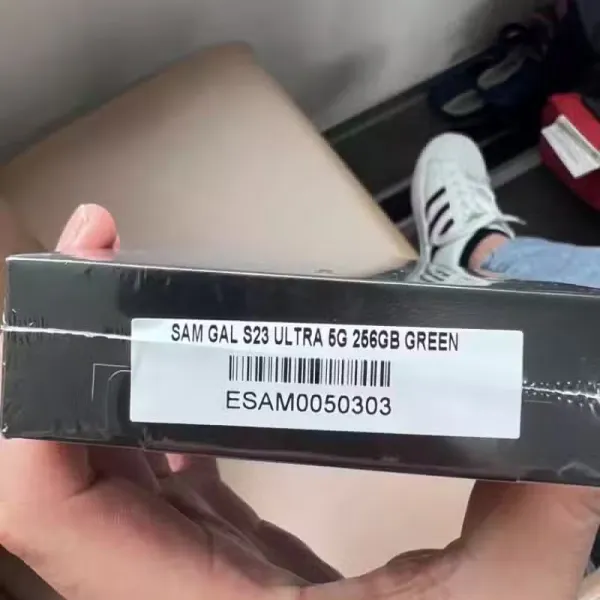 SAM GAL S23 ULTRA 5G 256GB GREEN
ESAM0050303